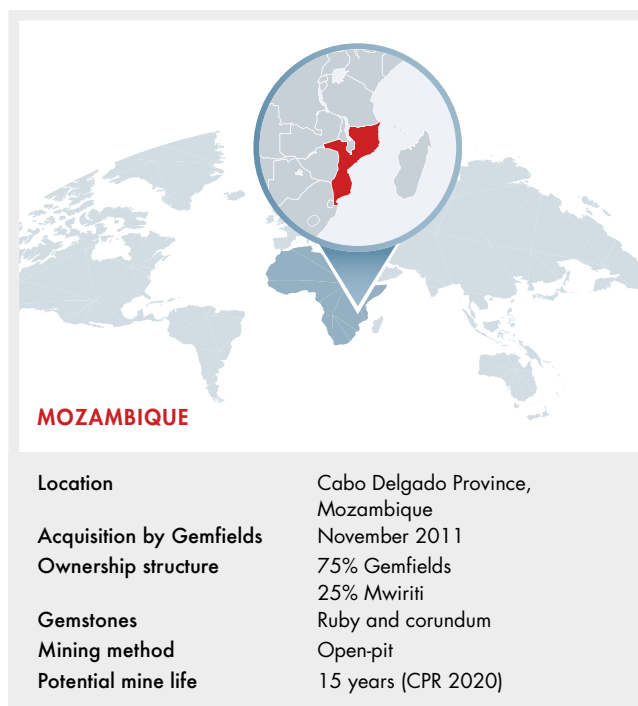 MOZAMBIQUE
Location Cabo Delgado Province,
Mozambique
Acquisition by Gemfields November 2011
Ownership structure 75% Gemfields
25% Mwiriti
Gemstones Ruby and corundum
Mining method Open-pit
Potential mine life 15 years (CPR 2020)